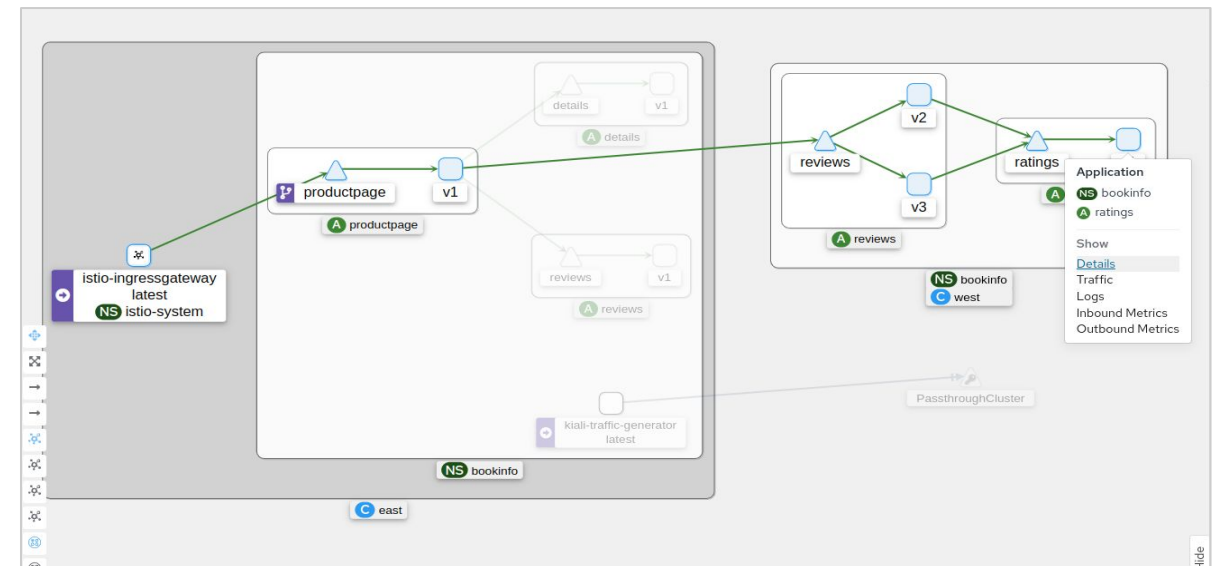 details
v1
A details
productpage
v1
A productpage
reviews
v1
A reviews
istio-ingressgateway
latest
NS istio-system
kiali-traffic-generator
latest
NS bookinfo
C east
reviews
v2
v3
A reviews
ratings
A
NS bookinfo
C west
PassthroughCluster
Application
NS bookinfo
A ratings
Show
Details
Traffic
Logs
Inbound Metrics
Outbound Metrics
Hide